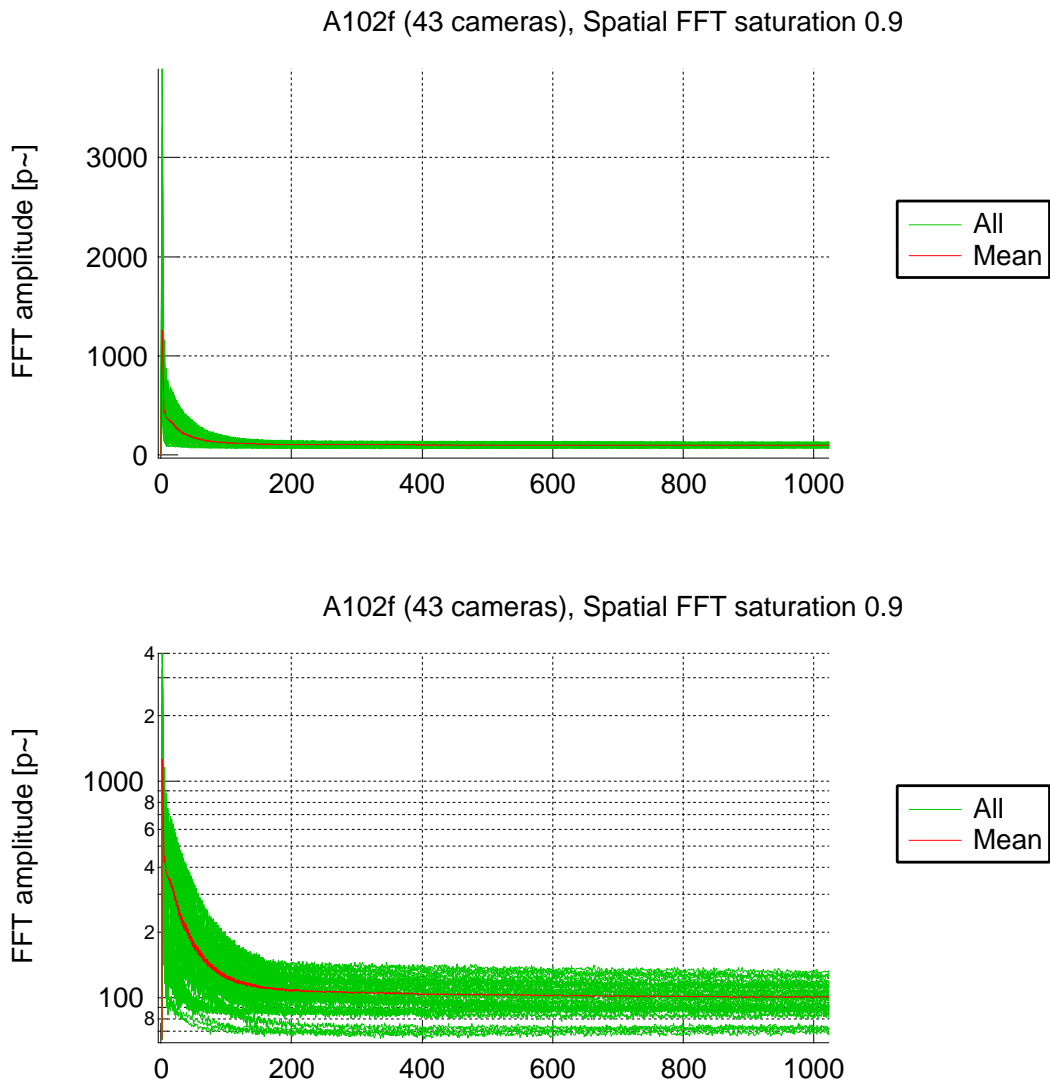 A102f (43 cameras), Spatial FFT saturation 0.9
FFT amplitude [p~]
3000
2000
1000
0
0 200 400 600 800 1000
All
Mean
A102f (43 cameras), Spatial FFT saturation 0.9
FFT amplitude [p~]
4
2
1000
8
6
4
2
100
8
0 200 400 600 800 1000
All
Mean